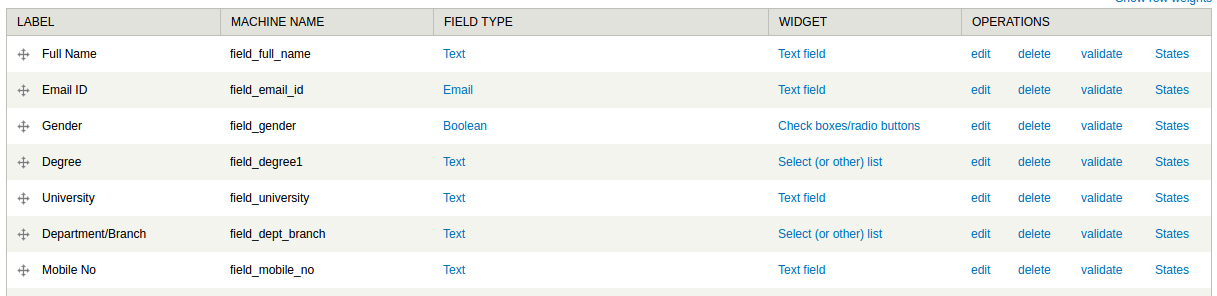 Show row weights
LABEL MACHINE NAME FIELD TYPE WIDGET OPERATIONS
Full Name field_full_name Text Text field edit delete validate States
Email ID field_email_id Email Text field edit delete validate States
Gender field_gender Boolean Check boxes/radio buttons edit delete validate States
Degree field_degree1 Text Select (or other) list edit delete validate States
University field_university Text Text field edit delete validate States
Department/Branch field_dept_branch Text Select (or other) list edit delete validate States
Mobile No field_mobile_no Text Text field edit delete validate States